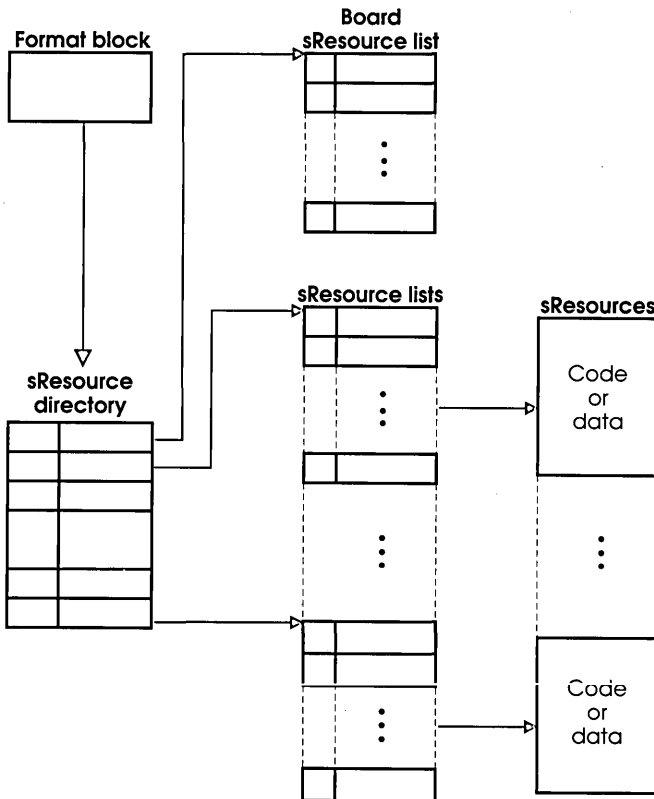 Format block
Board
sResource list
sResource lists
sResources
Code
or
data
sResource
directory
Code
or
data